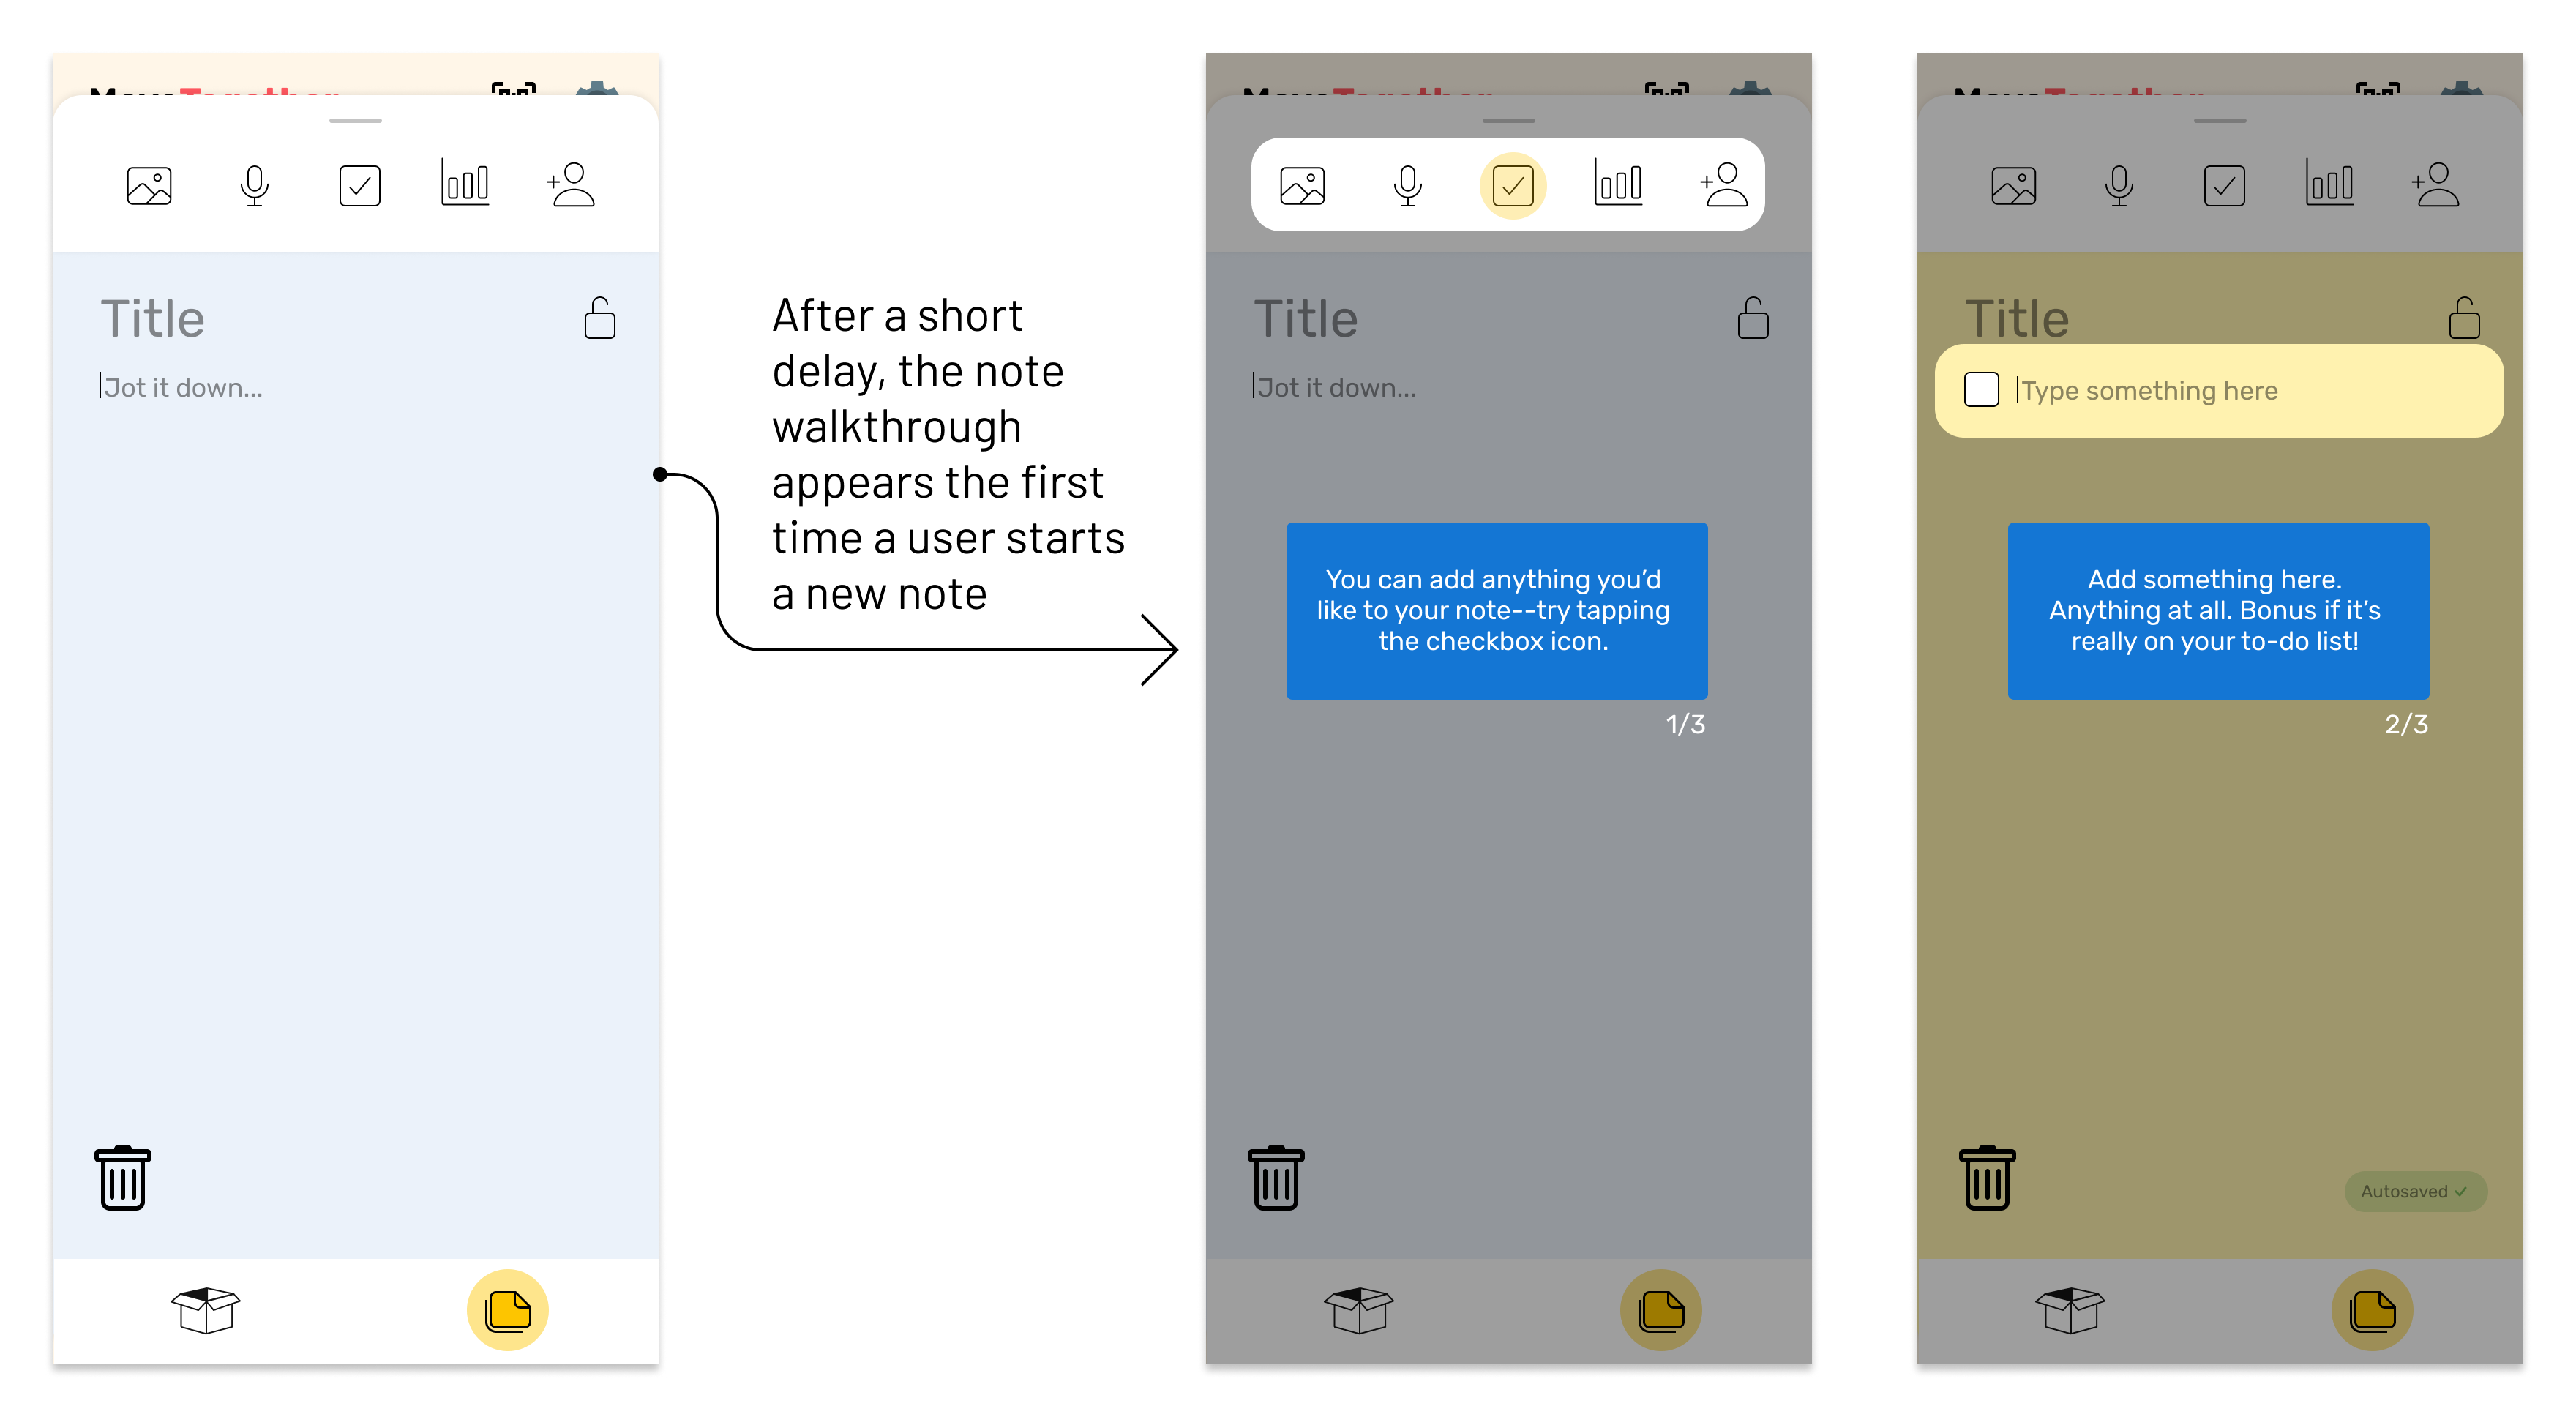 Title
Jot it down...
After a short
delay, the note
walkthrough
appears the first
time a user starts
a new note
Title
Jot it down...
You can add anything you’d
like to your note--try tapping
the checkbox icon.
1/3
Title
Type something here
Add something here.
Anything at all. Bonus if it’s
really on your to-do list!
2/3
Autosaved